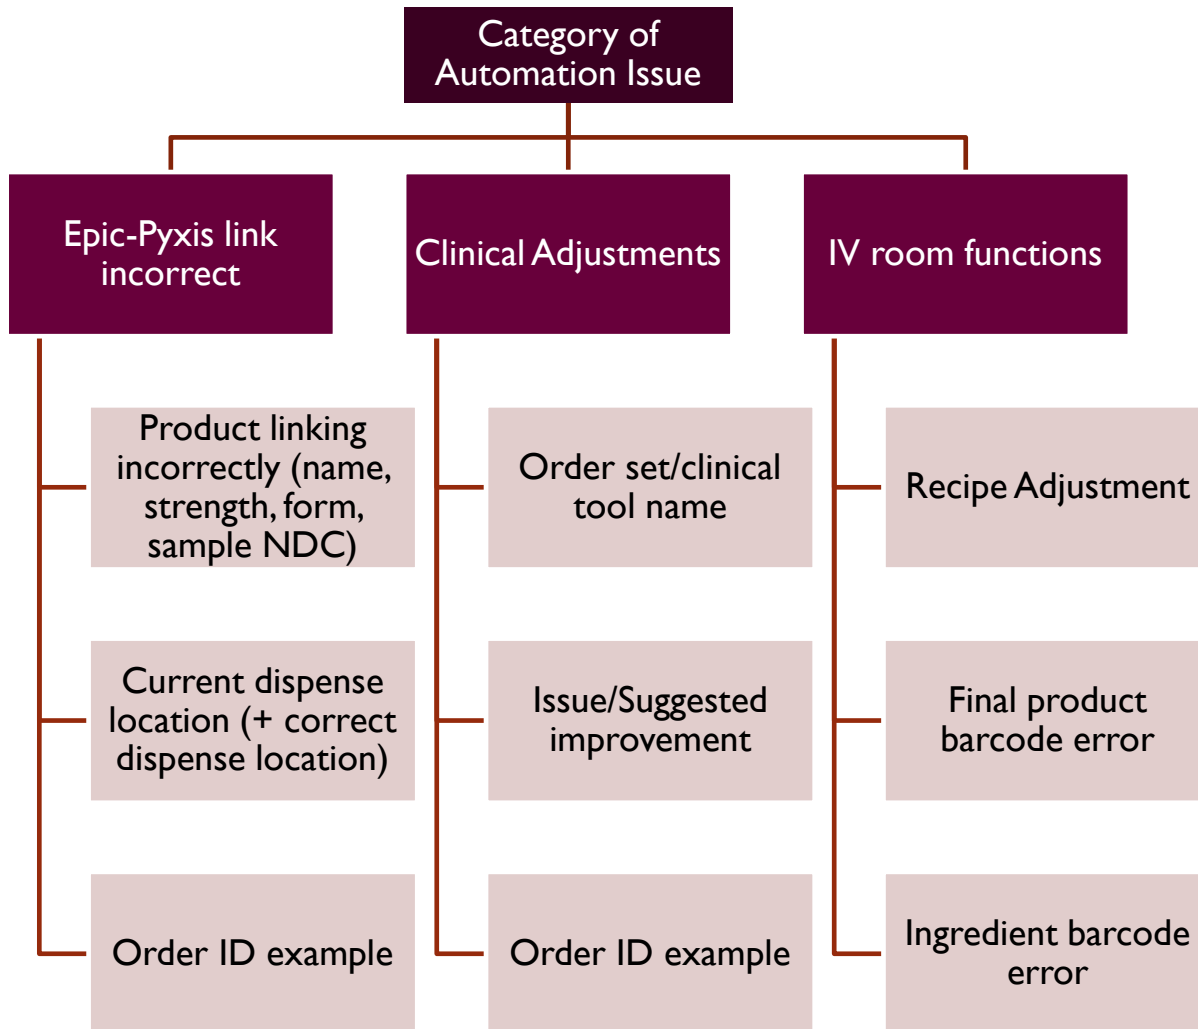 Category of
Automation Issue
Epic-Pyxis link
incorrect
Clinical Adjustments
IV room functions
Product linking
incorrectly (name,
strength, form,
sample NDC)
Order set/clinical
tool name
Recipe Adjustment
Current dispense
location (+ correct
dispense location)
Issue/Suggested
improvement
Final product
barcode error
Order ID example
Order ID example
Ingredient barcode
error